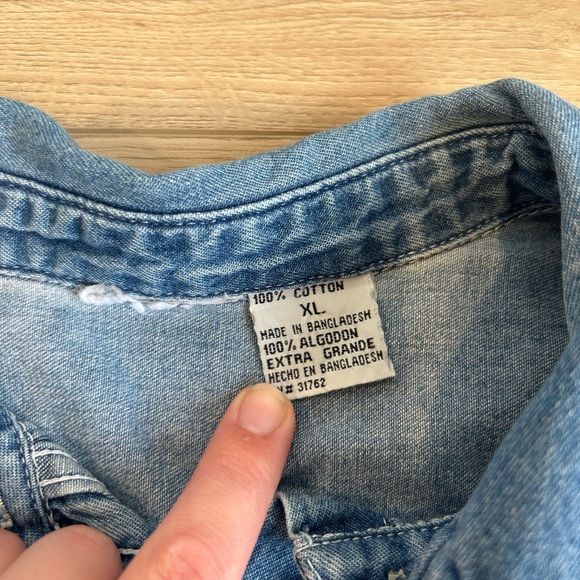 100% COTTON
XL
MADE IN BANGLADESH
100% ALGODON
EXTRA GRANDE
HECHO EN BANGLADESH
# 31762